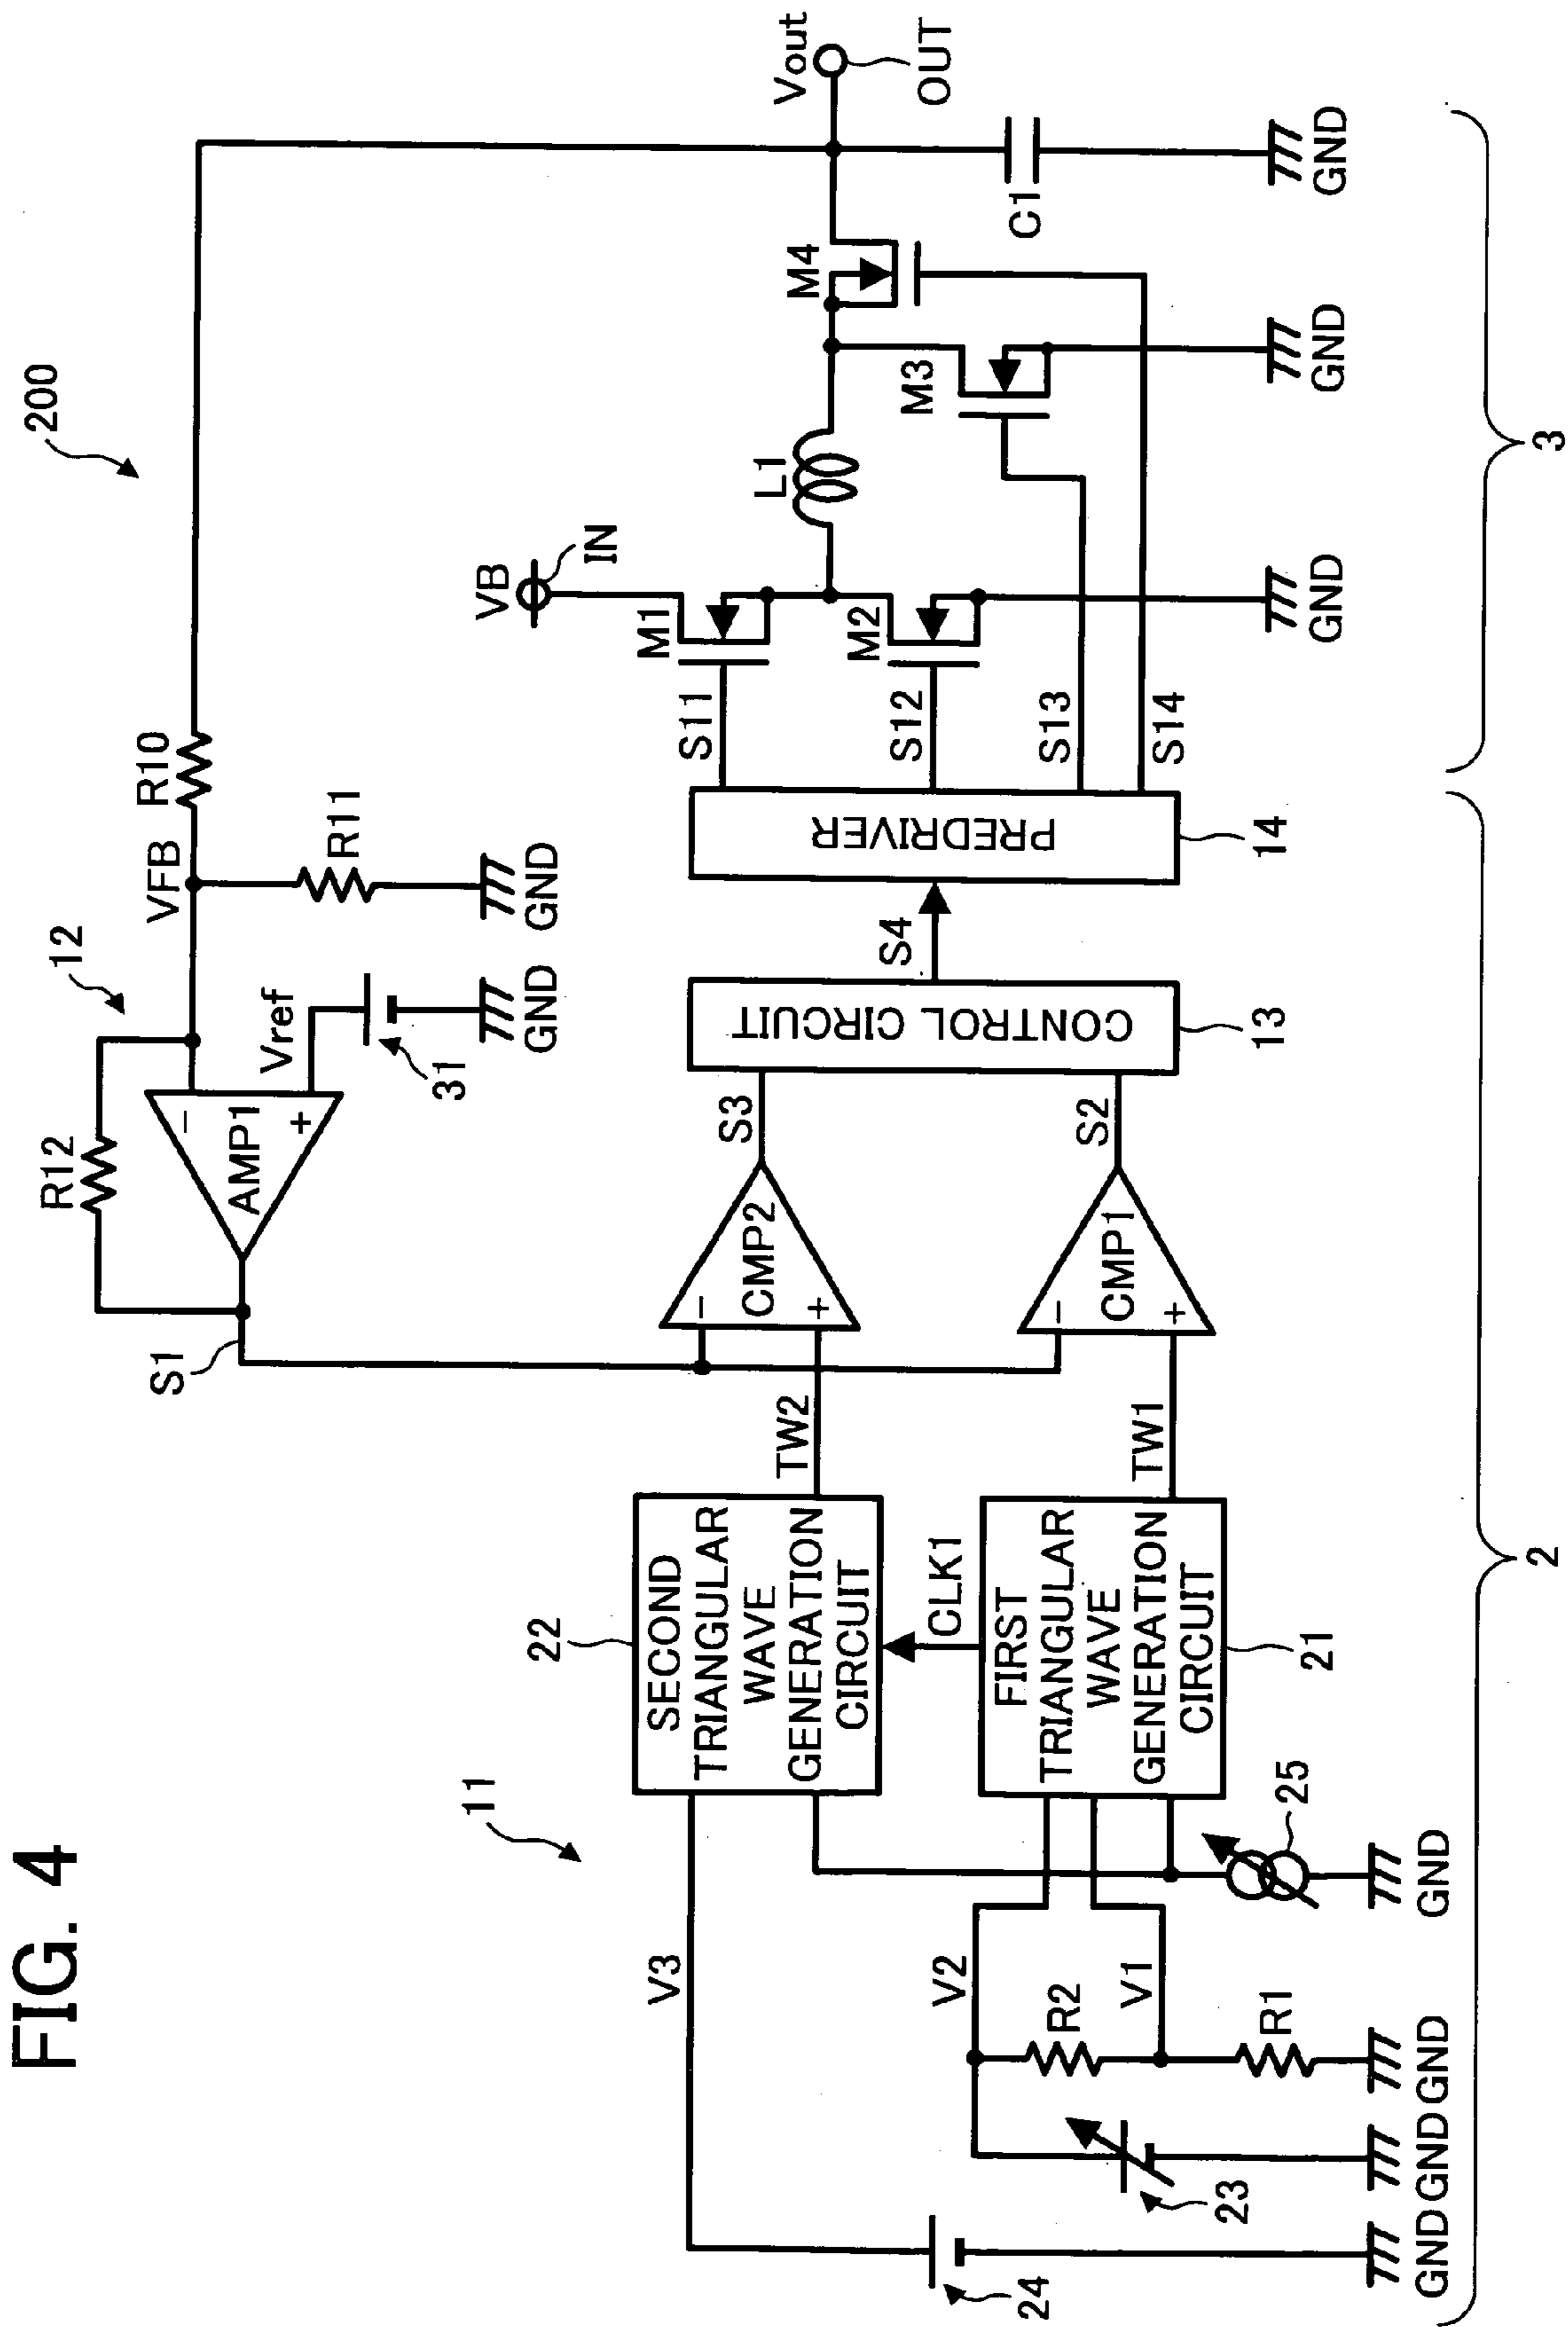 FIG. 4
200
12
R12
AMP1
-
+
S1
VFB
R10
R11
GND
Vref
31
GND
11
22
SECOND
TRIANGULAR
WAVE
GENERATION
CIRCUIT
V3
TW2
-
CMP2
+
S3
CLK1
FIRST
TRIANGULAR
WAVE
GENERATION
CIRCUIT
21
V2
V1
R2
R1
TW1
-
CMP1
+
S2
24
23
25
GND
GND
GND
GND
CONTROL CIRCUIT
13
S4
PREDRIVER
14
S11
S12
S13
S14
VB
IN
M1
M2
L1
M3
M4
C1
Vout
OUT
GND
GND
GND
2
3